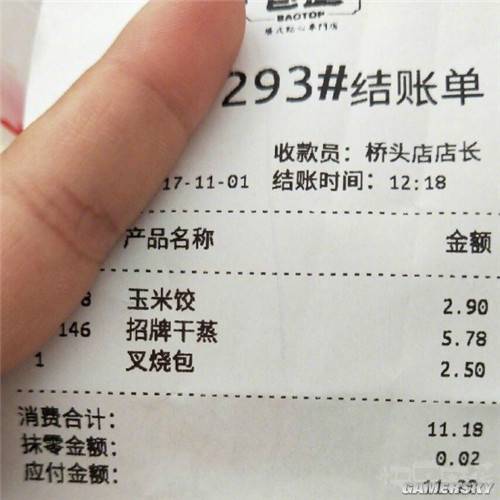 BAOTOP
293#结账单
收款员: 桥头店店长
17-11-01 结账时间: 12:18
产品名称 金额
8 玉米饺 2.90
146 招牌干蒸 5.78
1 叉烧包 2.50
消费合计: 11.18
抹零金额: 0.02
应付金额:
GAMERSKY